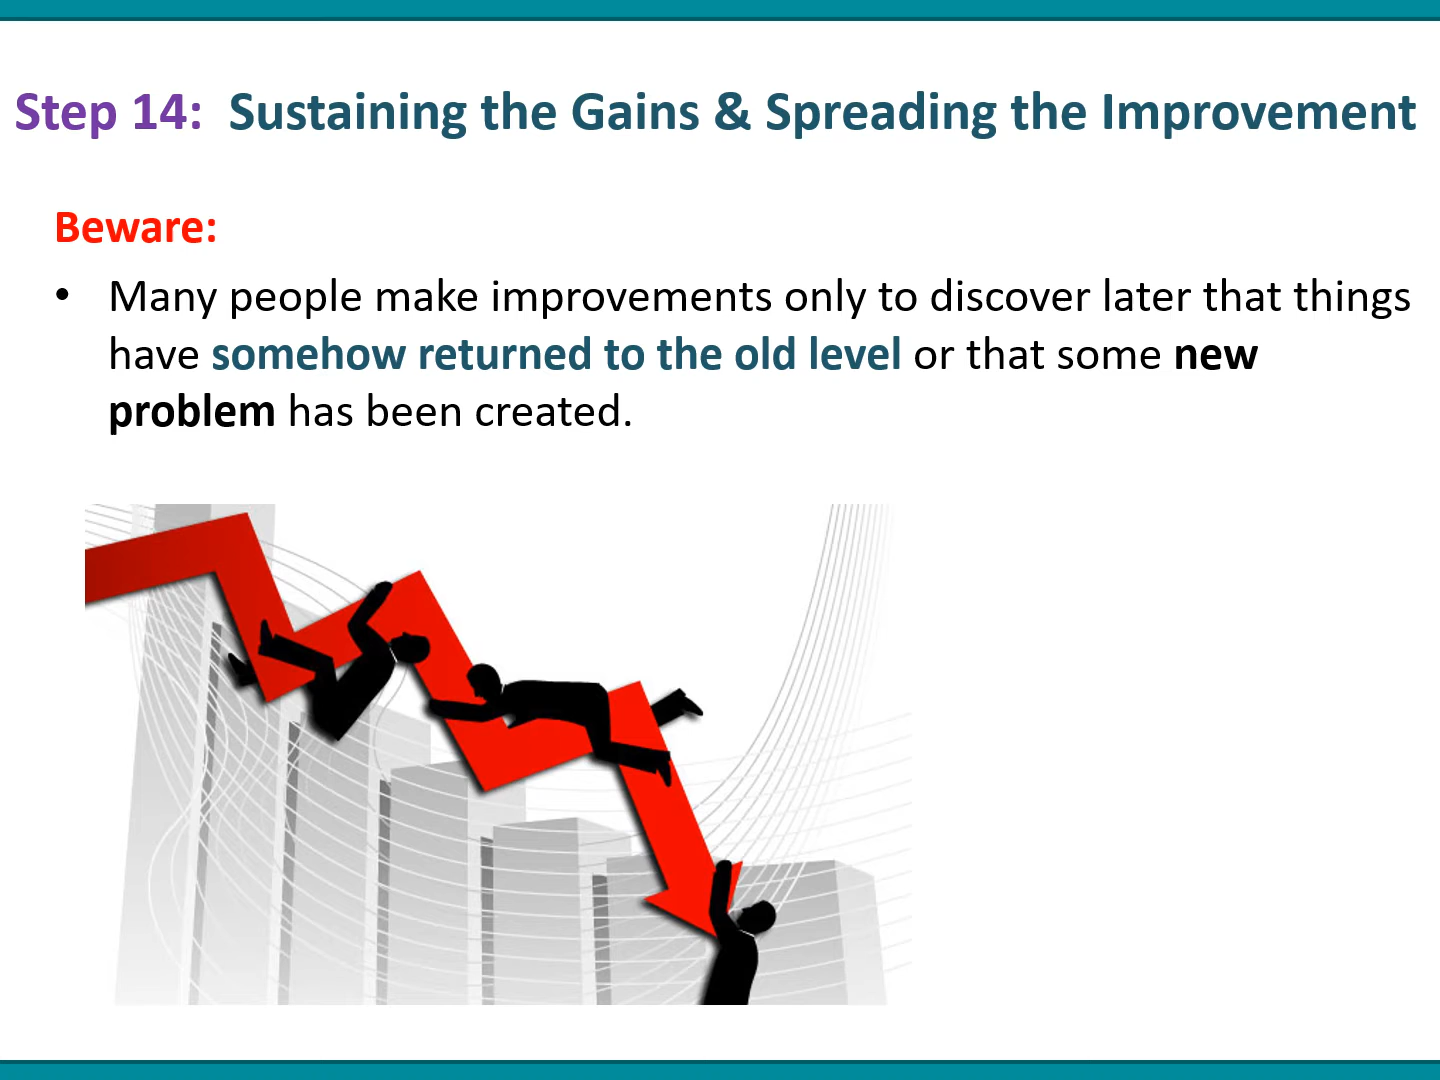 Step 14: Sustaining the Gains & Spreading the Improvement
Beware:
• Many people make improvements only to discover later that things
have somehow returned to the old level or that some new
problem has been created.